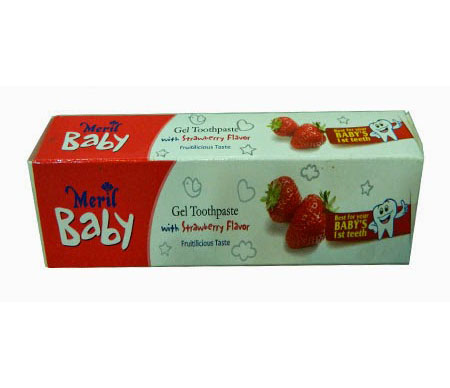 Meril
Baby
Gel Toothpaste
with Strawberry Flavor
Fruitilicious Taste
Best for your
BABY'S
1st teeth
Meril
Baby
Gel Toothpaste
with Strawberry Flavor
Fruitilicious Taste
Best for your
BABY'S
1st teeth